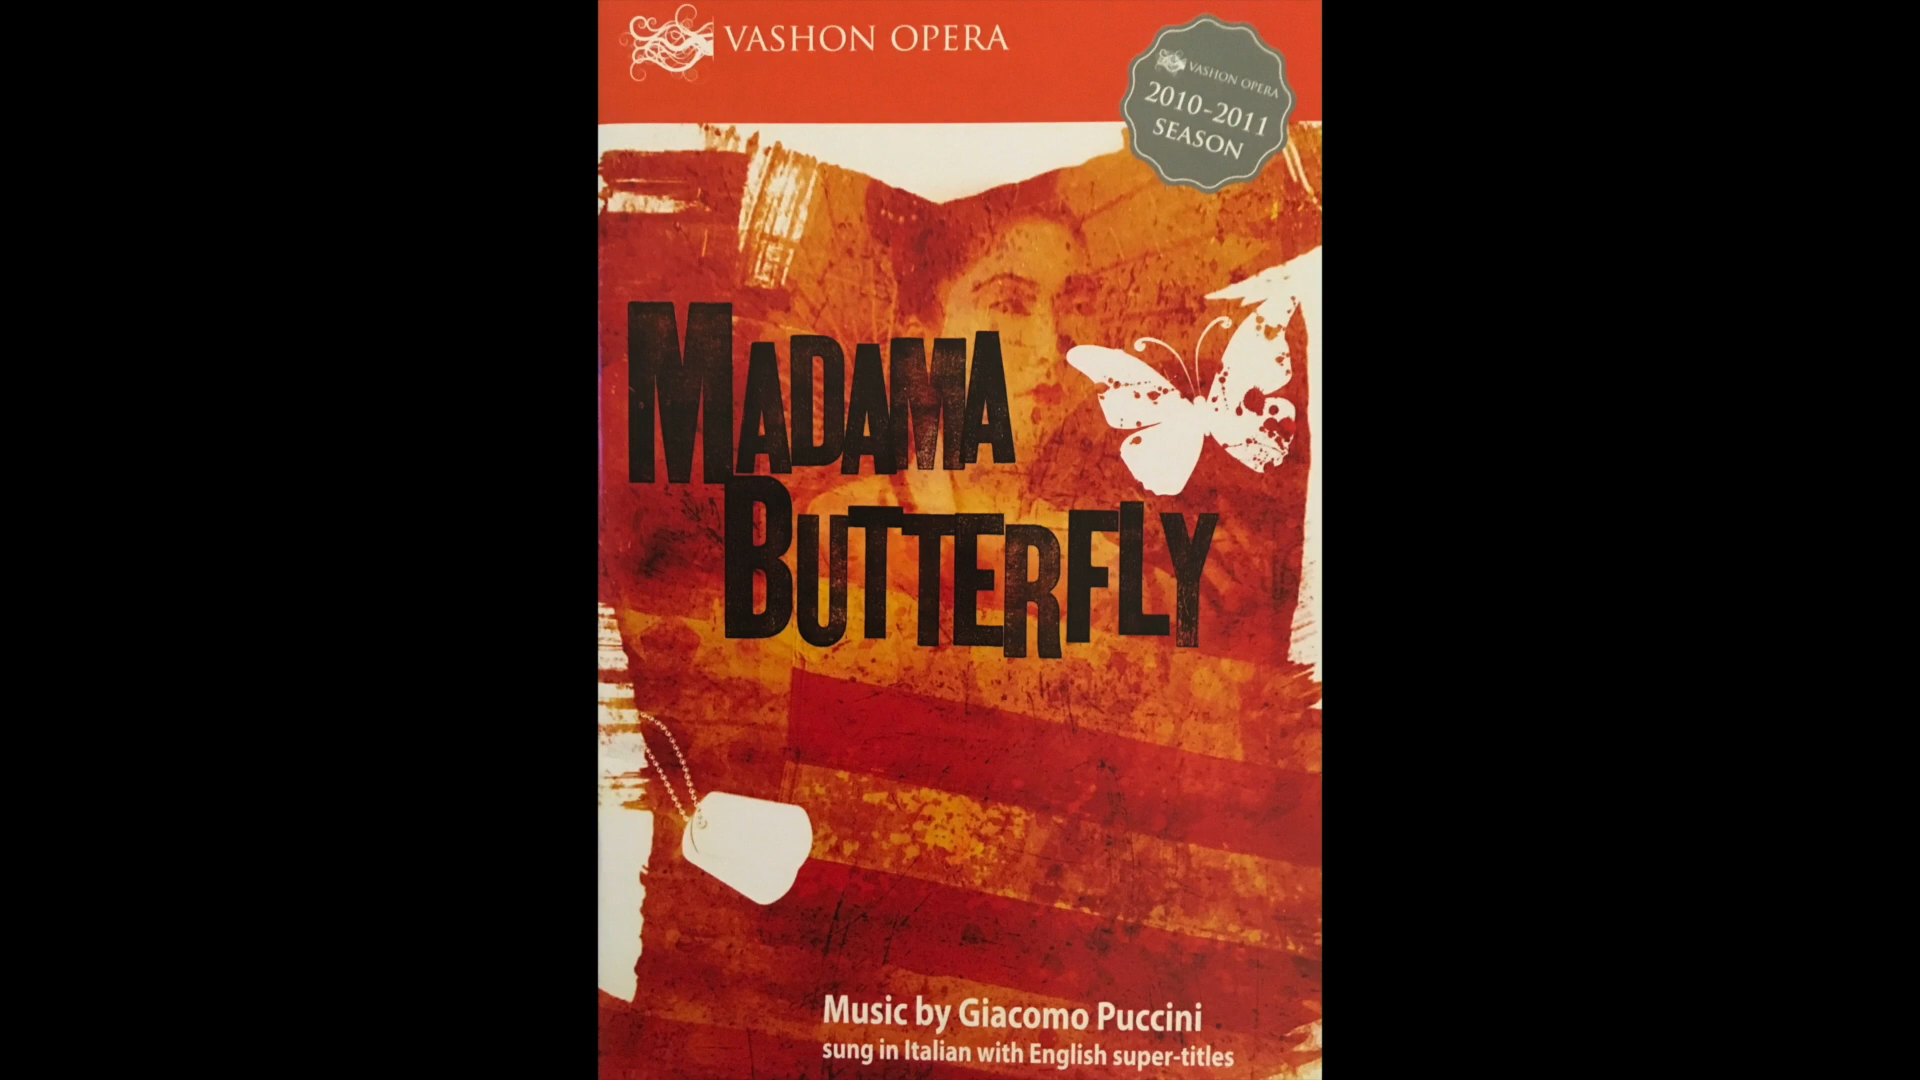 VASHON OPERA
VASHON OPERA
2010-2011
SEASON
MADAMA
BUTTERFLY
Music by Giacomo Puccini
sung in Italian with English super-titles